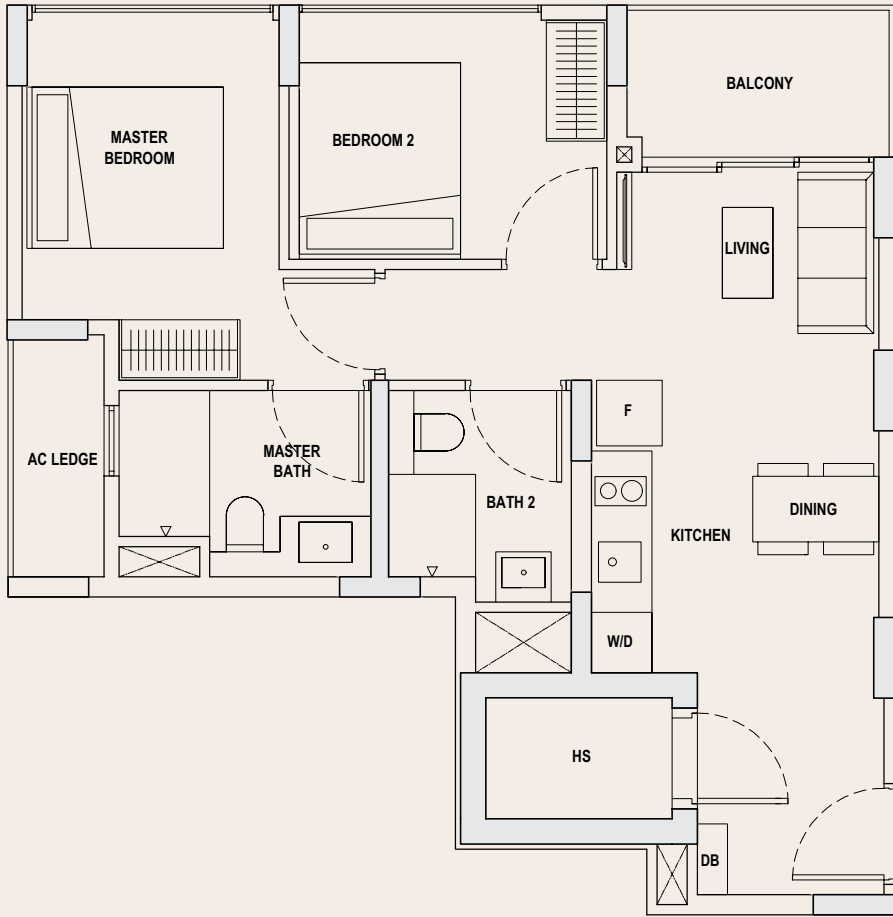 BALCONY
MASTER
BEDROOM
BEDROOM 2
LIVING
F
AC LEDGE
MASTER
BATH
BATH 2
DINING
KITCHEN
W/D
HS
DB